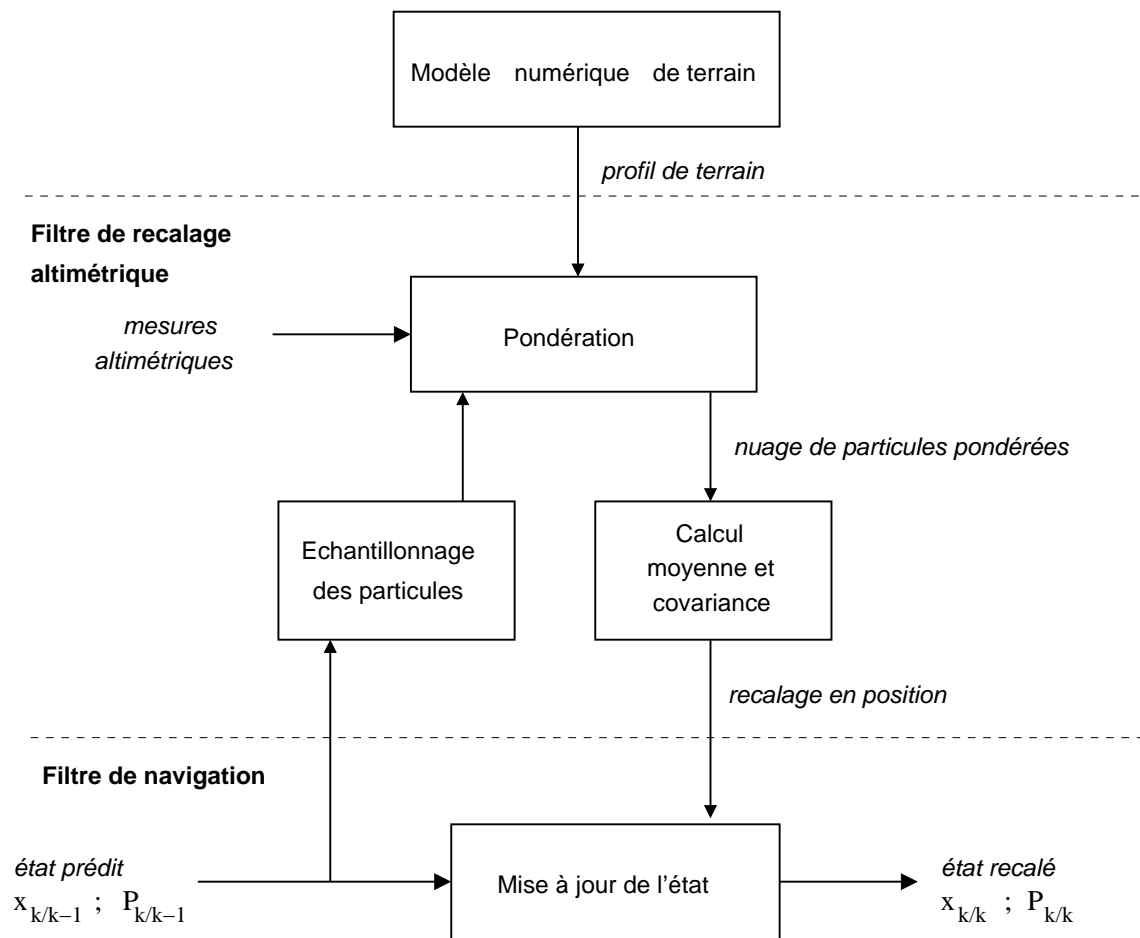 Modèle numérique de terrain
profil de terrain
Filtre de recalage
altimétrique
mesures
altimétriques
Pondération
nuage de particules pondérées
Echantillonnage
des particules
Calcul
moyenne et
covariance
recalage en position
Filtre de navigation
état prédit
x k/k−1 ; P k/k−1
Mise à jour de l’état
état recalé
x k/k ; P k/k